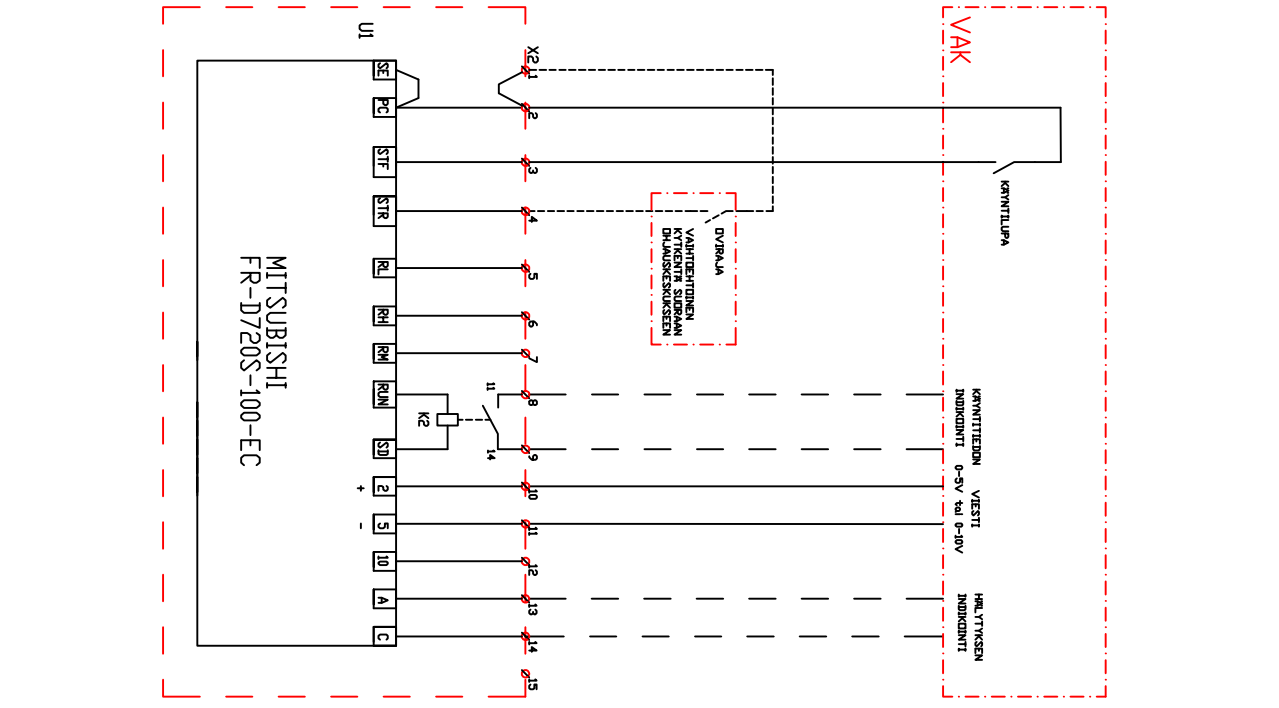 VAK
KÄYNTILUPA
OVIRAJA
VAIHTOEHTOINEN
KYTKENTÄ SUORAAN
OHJAUSKESKUKSEEN
KÄYNTITIEDON
INDIKOINTI
VIESTI
0-5V tai 0-10V
HÄLYTYKSEN
INDIKOINTI
X2
1
2
3
4
5
6
7
8
9
10
11
12
13
14
15
11
14
K2
U1
SE
PC
STF
STR
RL
RH
RM
RUN
SD
2
5
10
A
C
+
-
MITSUBISHI
FR-D720S-100-EC